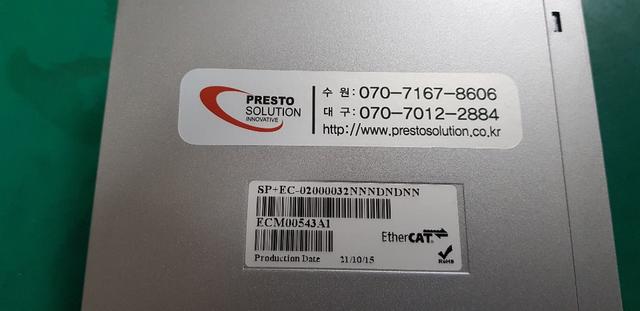 PRESTO
SOLUTION
INNOVATIVE
수 원: 070-7167-8606
대 구: 070-7012-2884
http://www.prestosolution.co.kr
SP+EC-02000032NNNDNDNN
ECM00543A1
EtherCAT
Production Date 21/10/15
RoHS